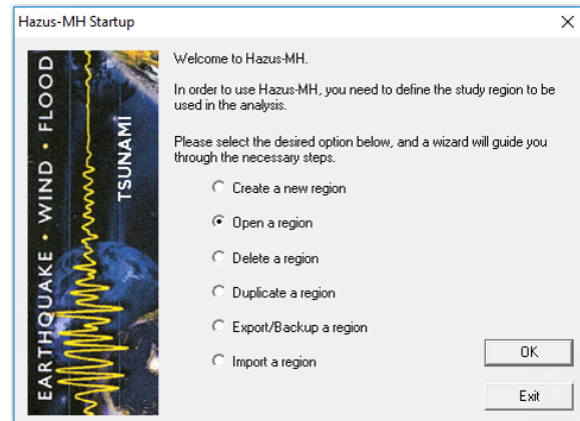 Hazus-MH Startup
EARTHQUAKE • WIND • FLOOD
TSUNAMI
Welcome to Hazus-MH.
In order to use Hazus-MH, you need to define the study region to be
used in the analysis.
Please select the desired option below, and a wizard will guide you
through the necessary steps.
Create a new region
Open a region
Delete a region
Duplicate a region
Export/Backup a region
Import a region
OK
Exit